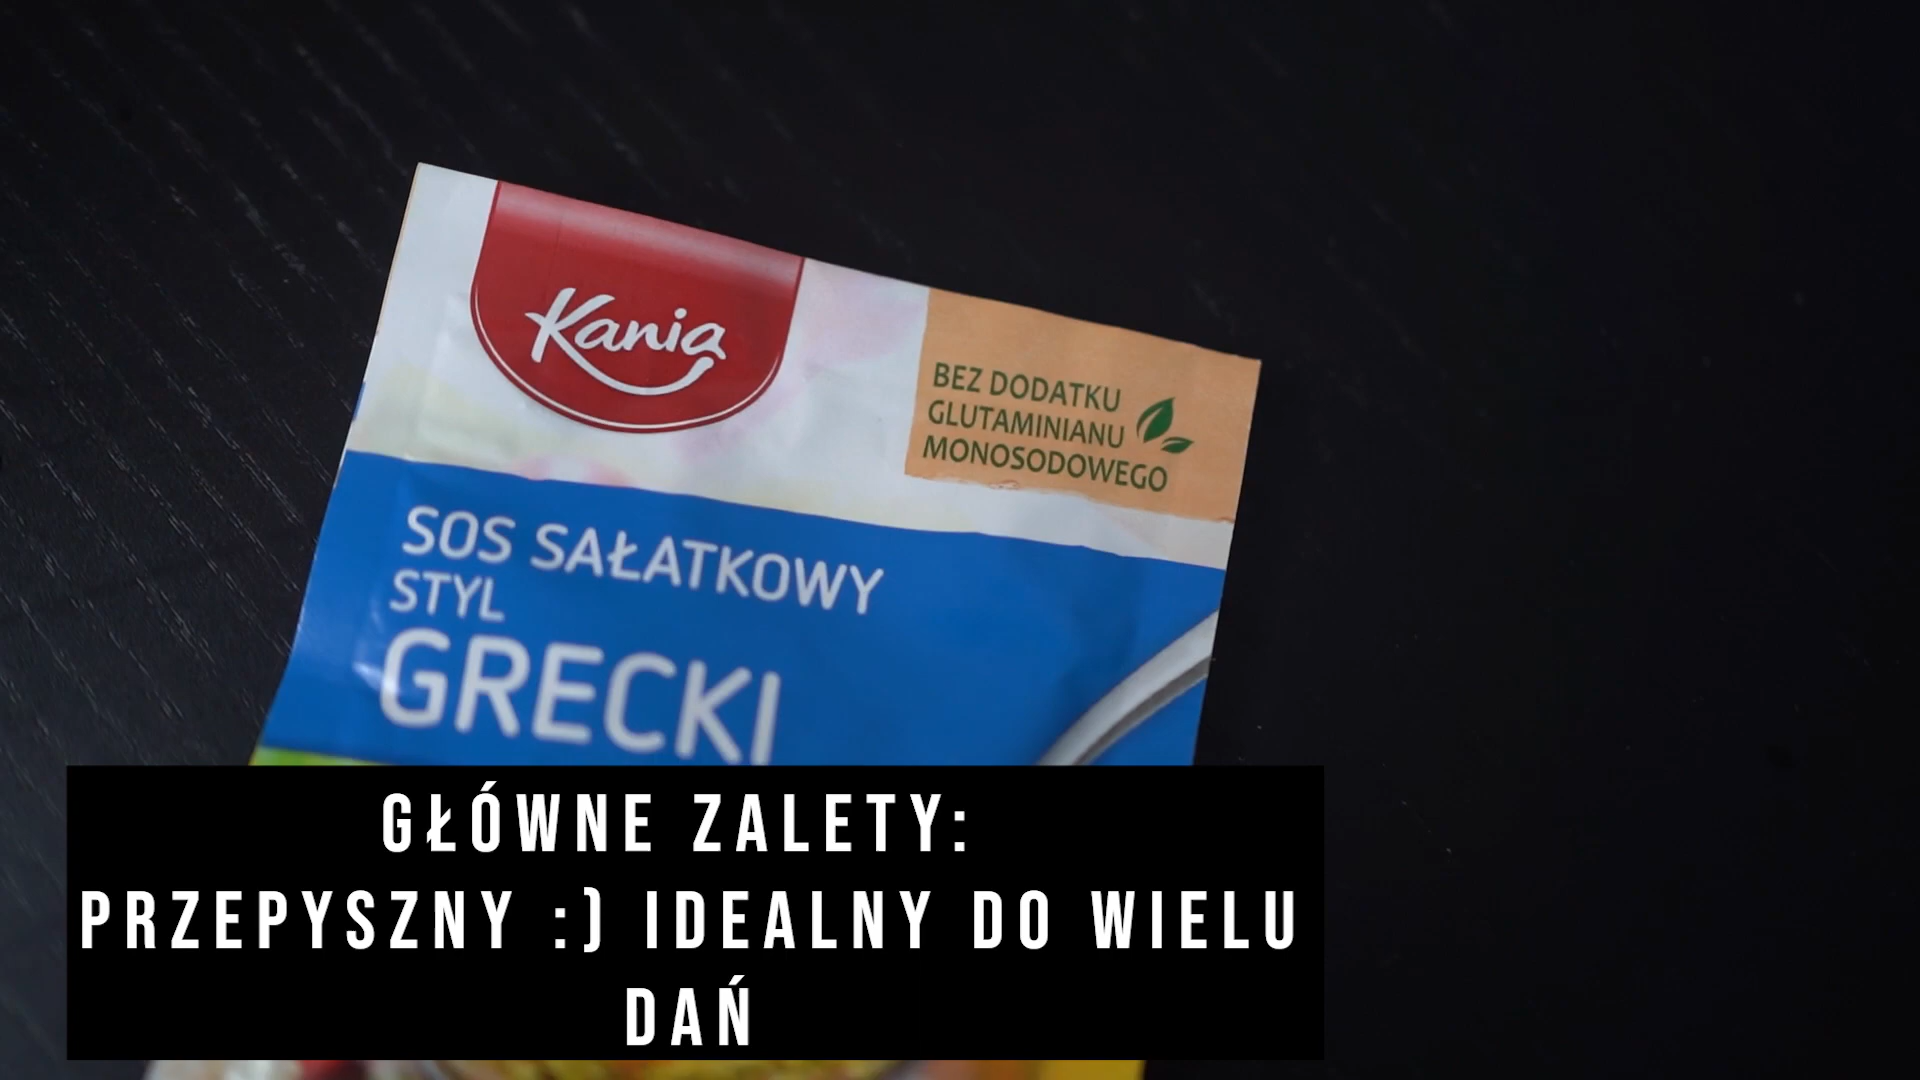 Kania
BEZ DODATKU
GLUTAMINIANU
MONOSODOWEGO
SOS SAŁATKOWY
STYL
GRECKI
GŁÓWNE ZALETY:
PRZEPYSZNY :) IDEALNY DO WIELU
DAŃ